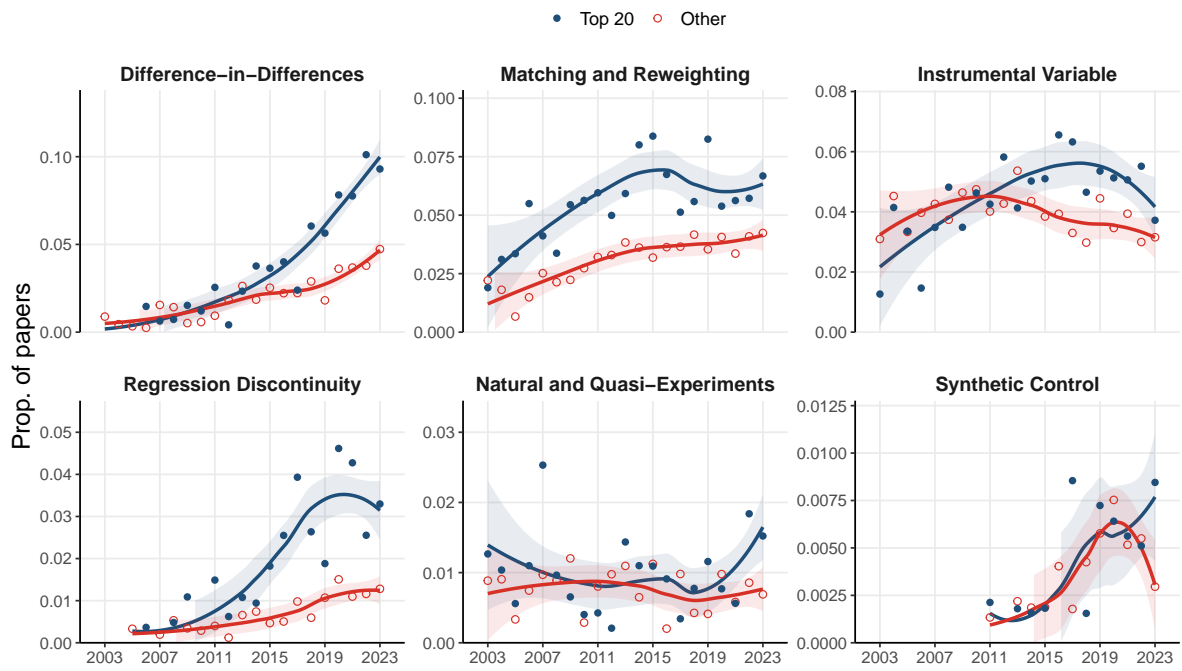 Top 20 Other
Difference−in−Differences
Matching and Reweighting
Instrumental Variable
0.10
0.05
0.00
0.100
0.075
0.050
0.025
0.000
0.08
0.06
0.04
0.02
0.00
Prop. of papers
Regression Discontinuity
Natural and Quasi−Experiments
Synthetic Control
0.05
0.04
0.03
0.02
0.01
0.00
0.03
0.02
0.01
0.00
0.0125
0.0100
0.0075
0.0050
0.0025
0.0000
2003 2007 2011 2015 2019 2023
2003 2007 2011 2015 2019 2023
2003 2007 2011 2015 2019 2023